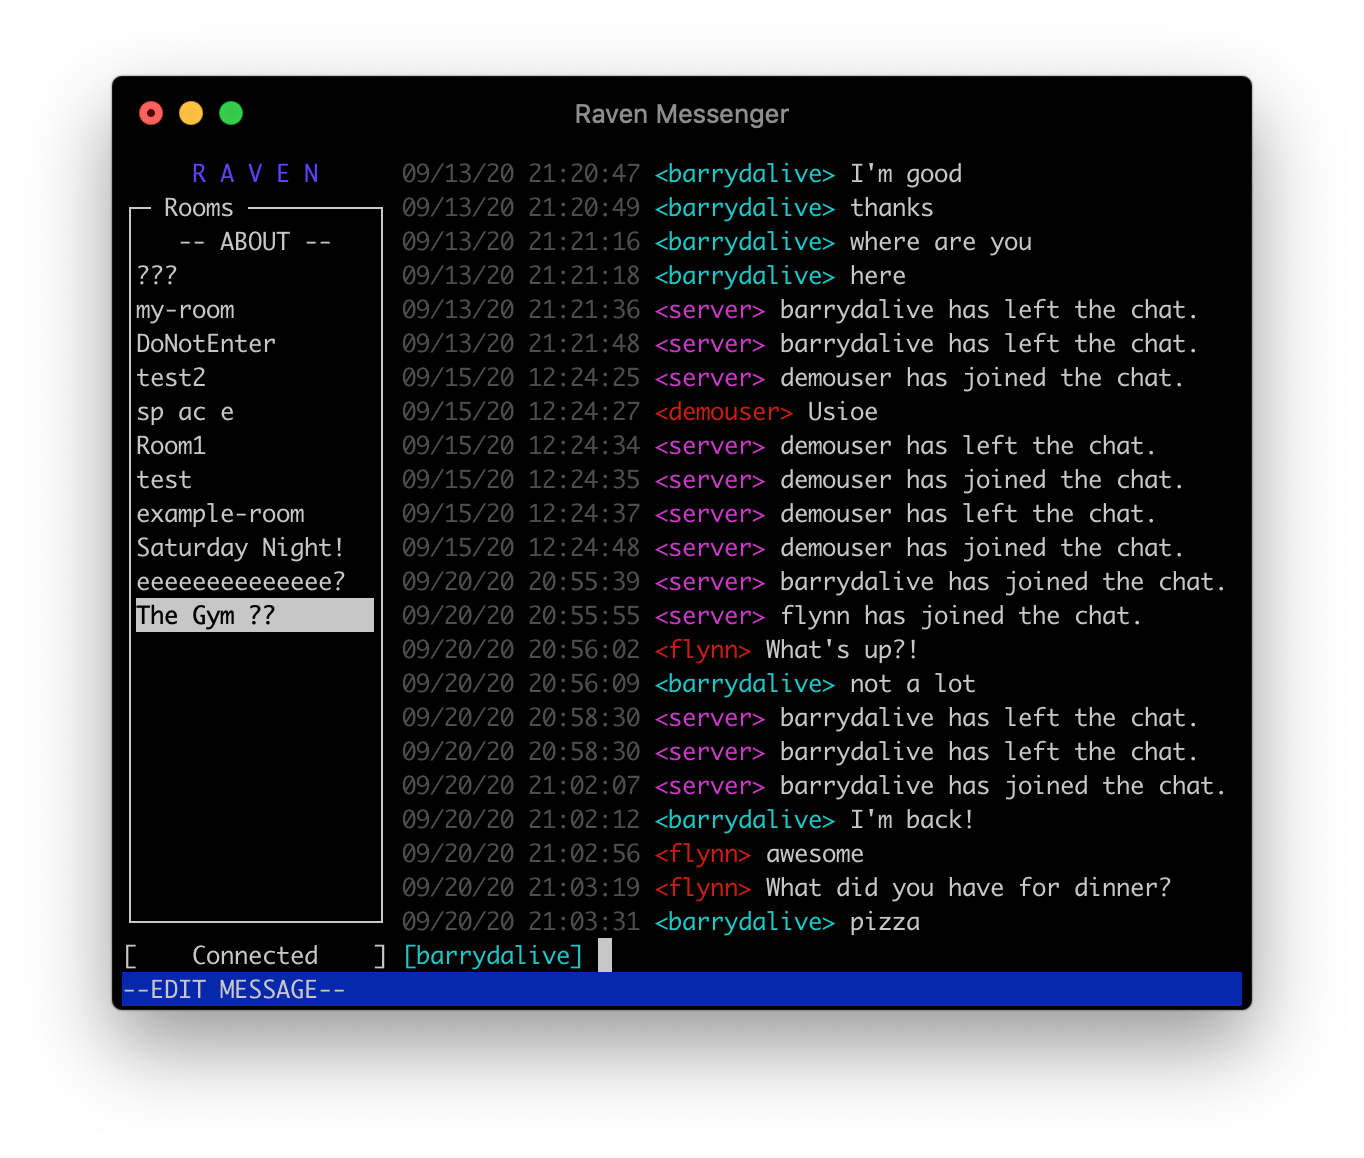 Raven Messenger
R A V E N
Rooms
-- ABOUT --
???
my-room
DoNotEnter
test2
sp ac e
Room1
test
example-room
Saturday Night!
eeeeeeeeeeeeee?
The Gym ??
[ Connected ]
09/13/20 21:20:47 <barrydalive> I'm good
09/13/20 21:20:49 <barrydalive> thanks
09/13/20 21:21:16 <barrydalive> where are you
09/13/20 21:21:18 <barrydalive> here
09/13/20 21:21:36 <server> barrydalive has left the chat.
09/13/20 21:21:48 <server> barrydalive has left the chat.
09/15/20 12:24:25 <server> demouser has joined the chat.
09/15/20 12:24:27 <demouser> Usioe
09/15/20 12:24:34 <server> demouser has left the chat.
09/15/20 12:24:35 <server> demouser has joined the chat.
09/15/20 12:24:37 <server> demouser has left the chat.
09/15/20 12:24:48 <server> demouser has joined the chat.
09/20/20 20:55:39 <server> barrydalive has joined the chat.
09/20/20 20:55:55 <server> flynn has joined the chat.
09/20/20 20:56:02 <flynn> What's up?!
09/20/20 20:56:09 <barrydalive> not a lot
09/20/20 20:58:30 <server> barrydalive has left the chat.
09/20/20 20:58:30 <server> barrydalive has left the chat.
09/20/20 21:02:07 <server> barrydalive has joined the chat.
09/20/20 21:02:12 <barrydalive> I'm back!
09/20/20 21:02:56 <flynn> awesome
09/20/20 21:03:19 <flynn> What did you have for dinner?
09/20/20 21:03:31 <barrydalive> pizza
[barrydalive]
--EDIT MESSAGE--